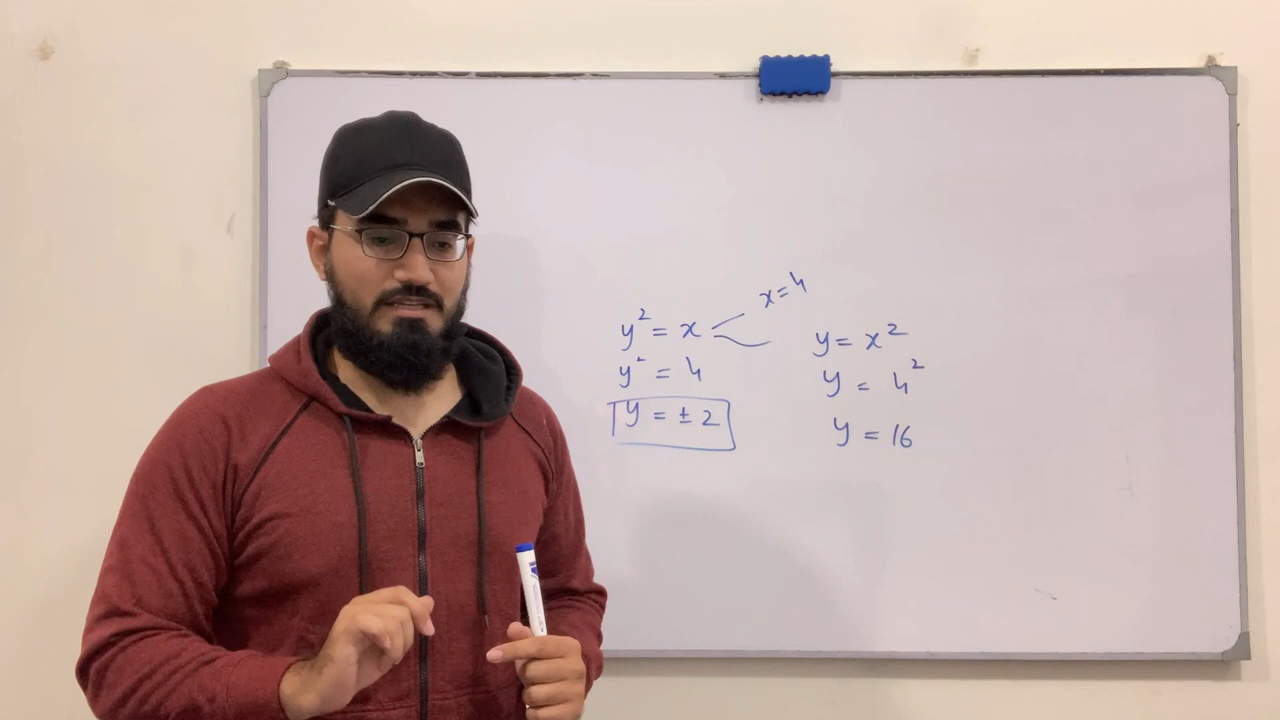 x=4
y² = x
y² = 4
y = ± 2
y = x²
y = 4²
y = 16